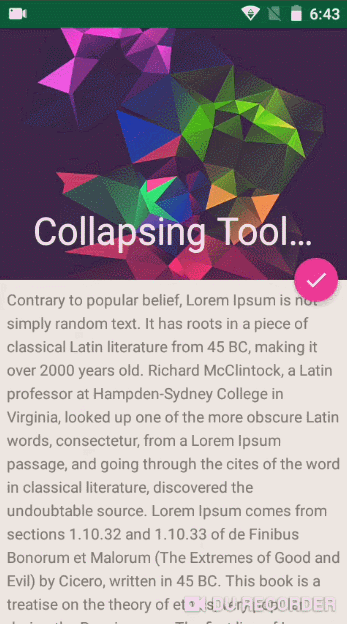 6:43
Collapsing Tool...
Contrary to popular belief, Lorem Ipsum is not
simply random text. It has roots in a piece of
classical Latin literature from 45 BC, making it
over 2000 years old. Richard McClintock, a Latin
professor at Hampden-Sydney College in
Virginia, looked up one of the more obscure Latin
words, consectetur, from a Lorem Ipsum
passage, and going through the cites of the word
in classical literature, discovered the
undoubtable source. Lorem Ipsum comes from
sections 1.10.32 and 1.10.33 of de Finibus
Bonorum et Malorum (The Extremes of Good and
Evil) by Cicero, written in 45 BC. This book is a
treatise on the theory of
DU RECORDER